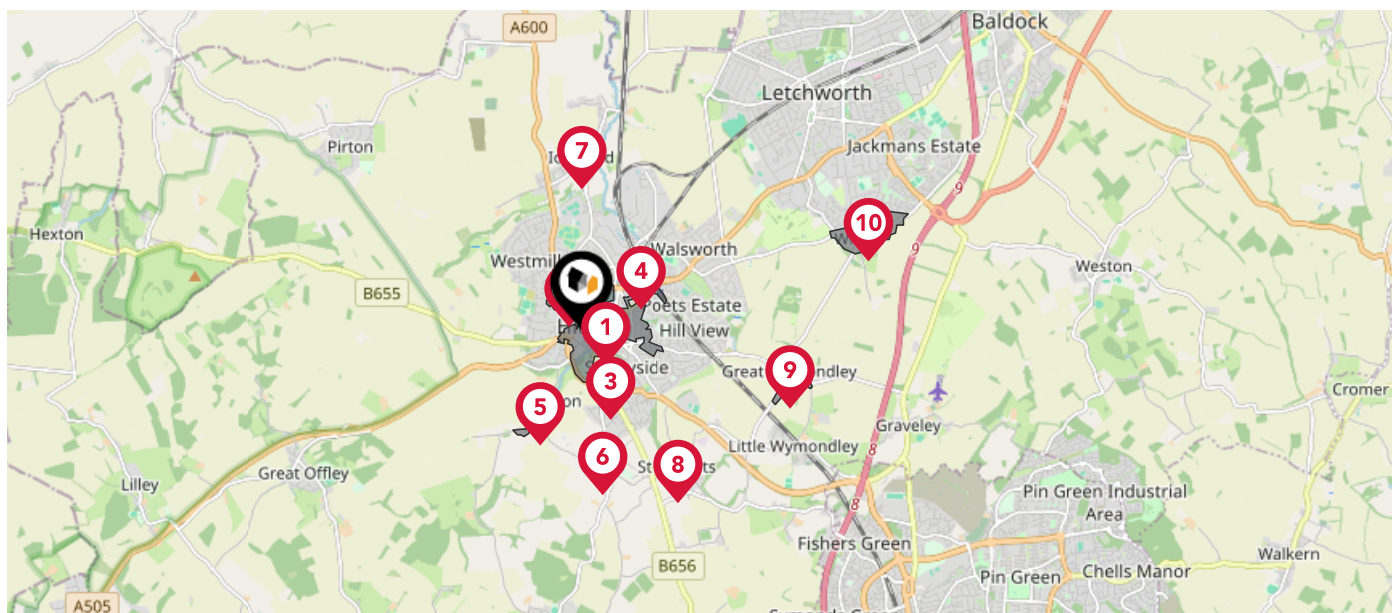 Baldock
A600
Letchworth
Pirton
7
Jackmans Estate
9
10
Hexton
Walsworth
9
Westmill
4
Weston
B655
Poets Estate
1
Hill View
3
9
Cromer
5
Graveley
Little Wymondley
6
8
8
Great Offley
Lilley
Pin Green Industrial
Area
8
Fishers Green
Walkern
B656
Pin Green
Chells Manor
A505